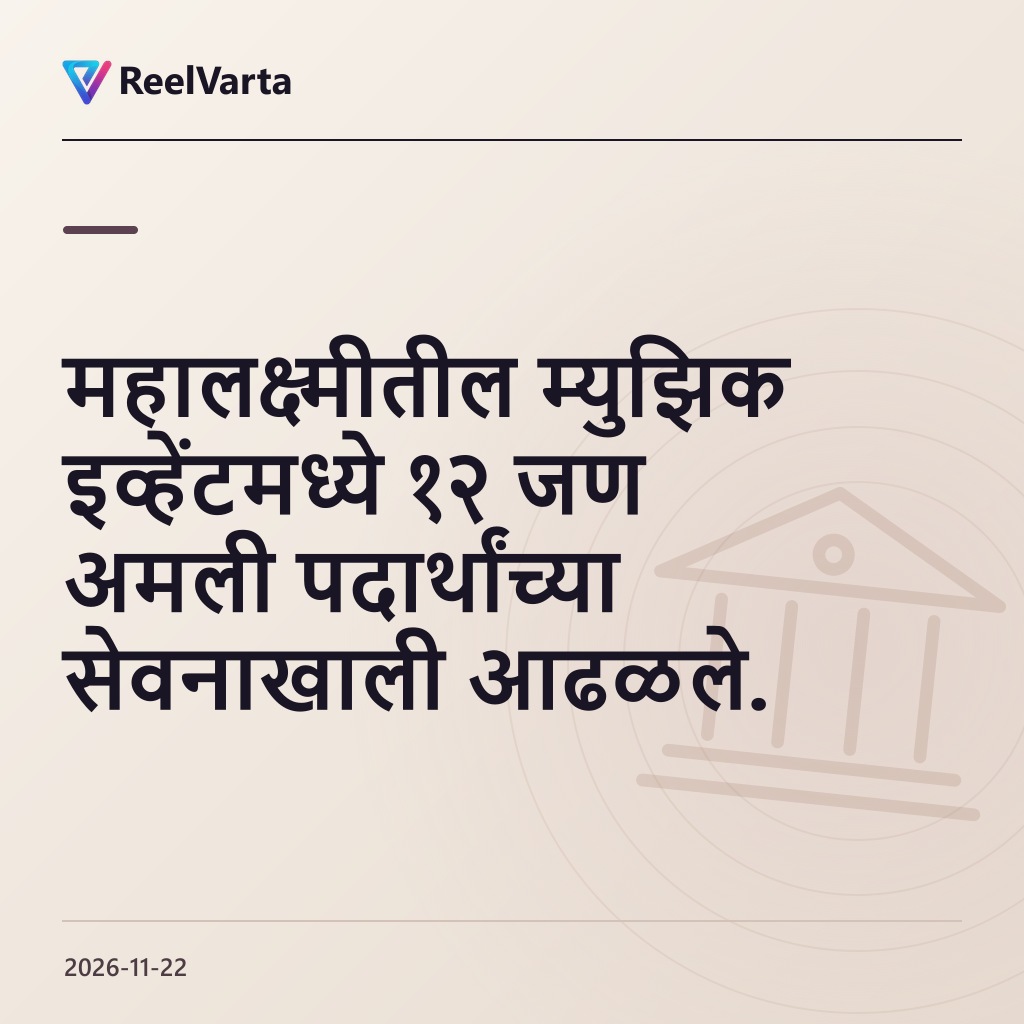 ReelVarta
महालक्ष्मीतील म्युझिक
इव्हेंटमध्ये १२ जण
अमली पदार्थांच्या
सेवनाखाली आढळले.
2026-11-22